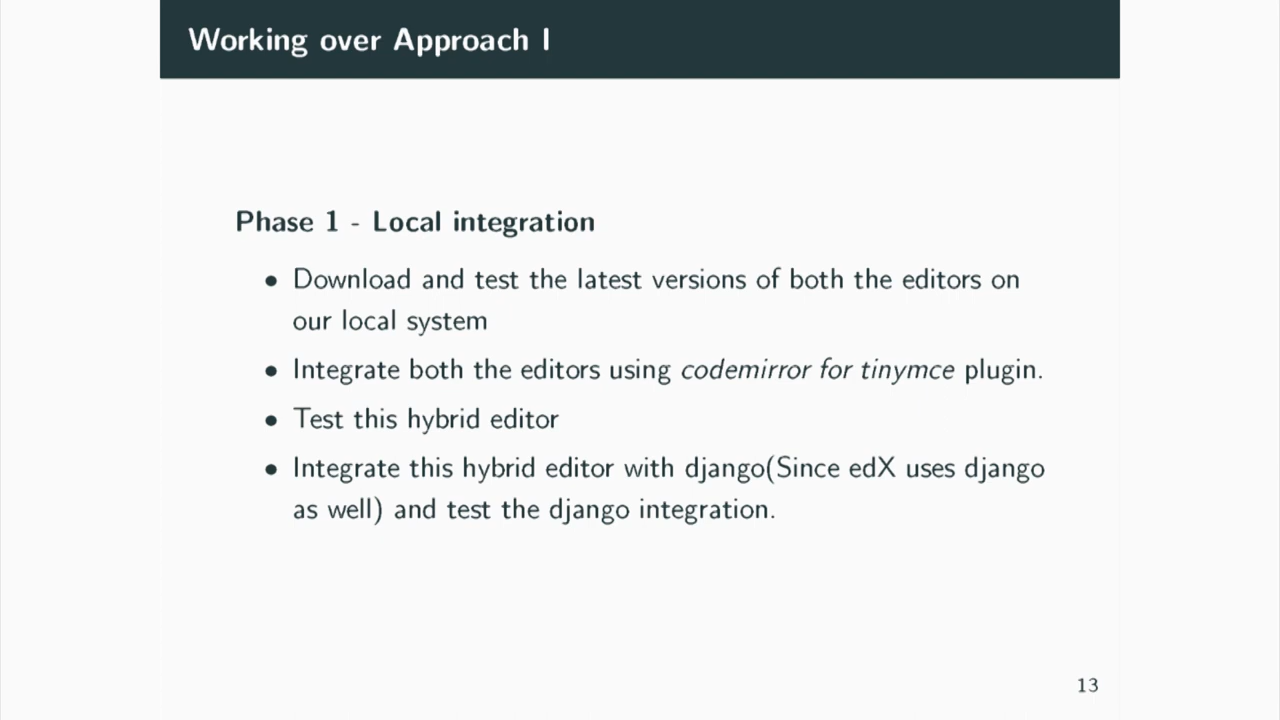 Working over Approach I
Phase 1 - Local integration
• Download and test the latest versions of both the editors on
our local system
• Integrate both the editors using codemirror for tinymce plugin.
• Test this hybrid editor
• Integrate this hybrid editor with django(Since edX uses django
as well) and test the django integration.
13